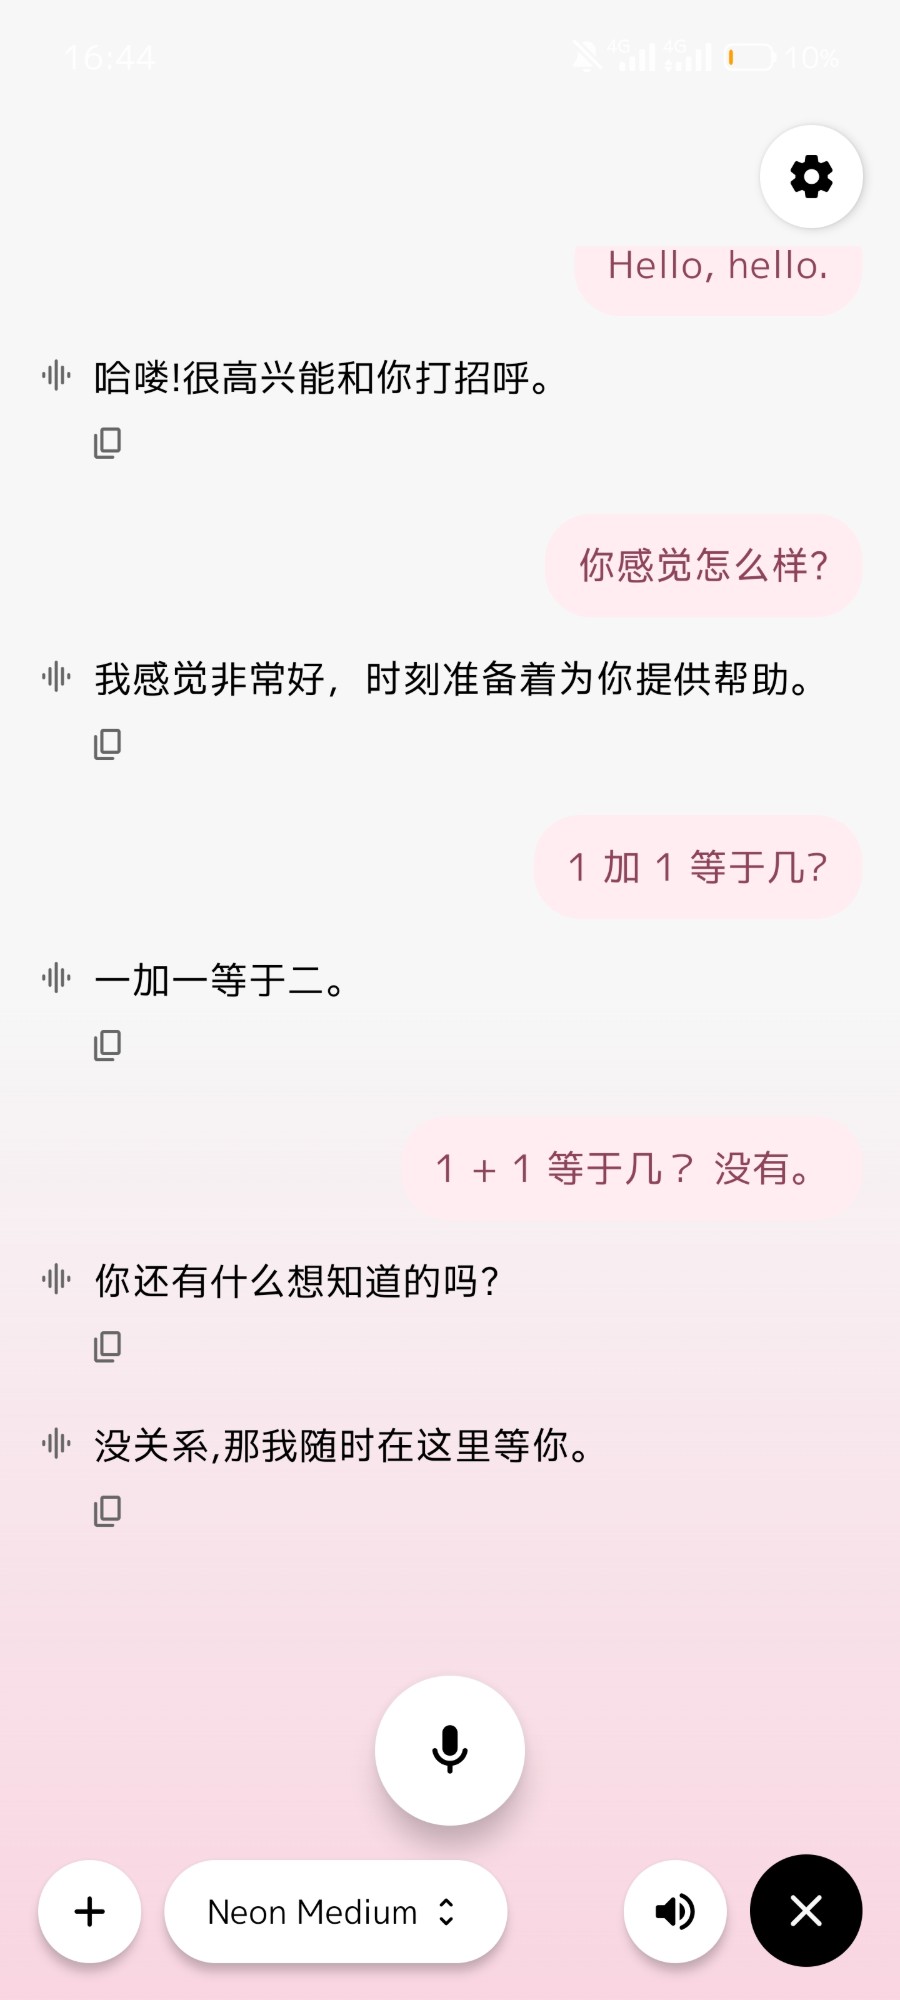 16:44 4G 4G 10%
Hello, hello.
哈喽!很高兴能和你打招呼。
你感觉怎么样?
我感觉非常好，时刻准备着为你提供帮助。
1 加 1 等于几?
一加一等于二。
1 + 1 等于几？ 没有。
你还有什么想知道的吗?
没关系,那我随时在这里等你。
Neon Medium